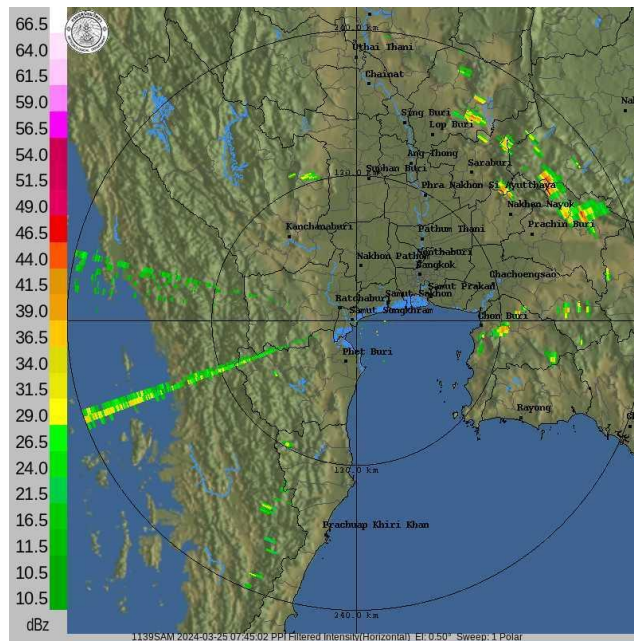 66.5
64.0
61.5
59.0
56.5
54.0
51.5
49.0
46.5
44.0
41.5
39.0
36.5
34.0
31.5
29.0
26.5
24.0
21.5
16.5
11.5
10.5
10.5
dBz
240.0 km
Uthai Thani
Chainat
Sing Buri
Lop Buri
Ang Thong
Saraburi
120.0 km
Suphan Buri
Phra Nakhon Si Ayutthaya
Nakhon Nayok
Kanchanaburi
Pathum Thani
Prachin Buri
Nonthaburi
Nakhon Pathom
Bangkok
Chachoengsao
Samut Prakan
Ratchaburi
Samut Sakhon
Samut Songkhram
Chon Buri
Phet Buri
Rayong
120.0 km
Prachuap Khiri Khan
240.0 km
1139SAM 2024-03-25 07:45:02 PPI Filtered Intensity(Horizontal) El: 0.50° Sweep: 1 Polar